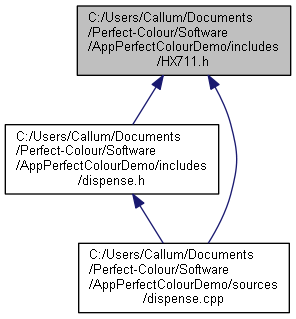 C:/Users/Callum/Documents
/Perfect-Colour/Software
/AppPerfectColourDemo/includes
/HX711.h
C:/Users/Callum/Documents
/Perfect-Colour/Software
/AppPerfectColourDemo/includes
/dispense.h
C:/Users/Callum/Documents
/Perfect-Colour/Software
/AppPerfectColourDemo/sources
/dispense.cpp